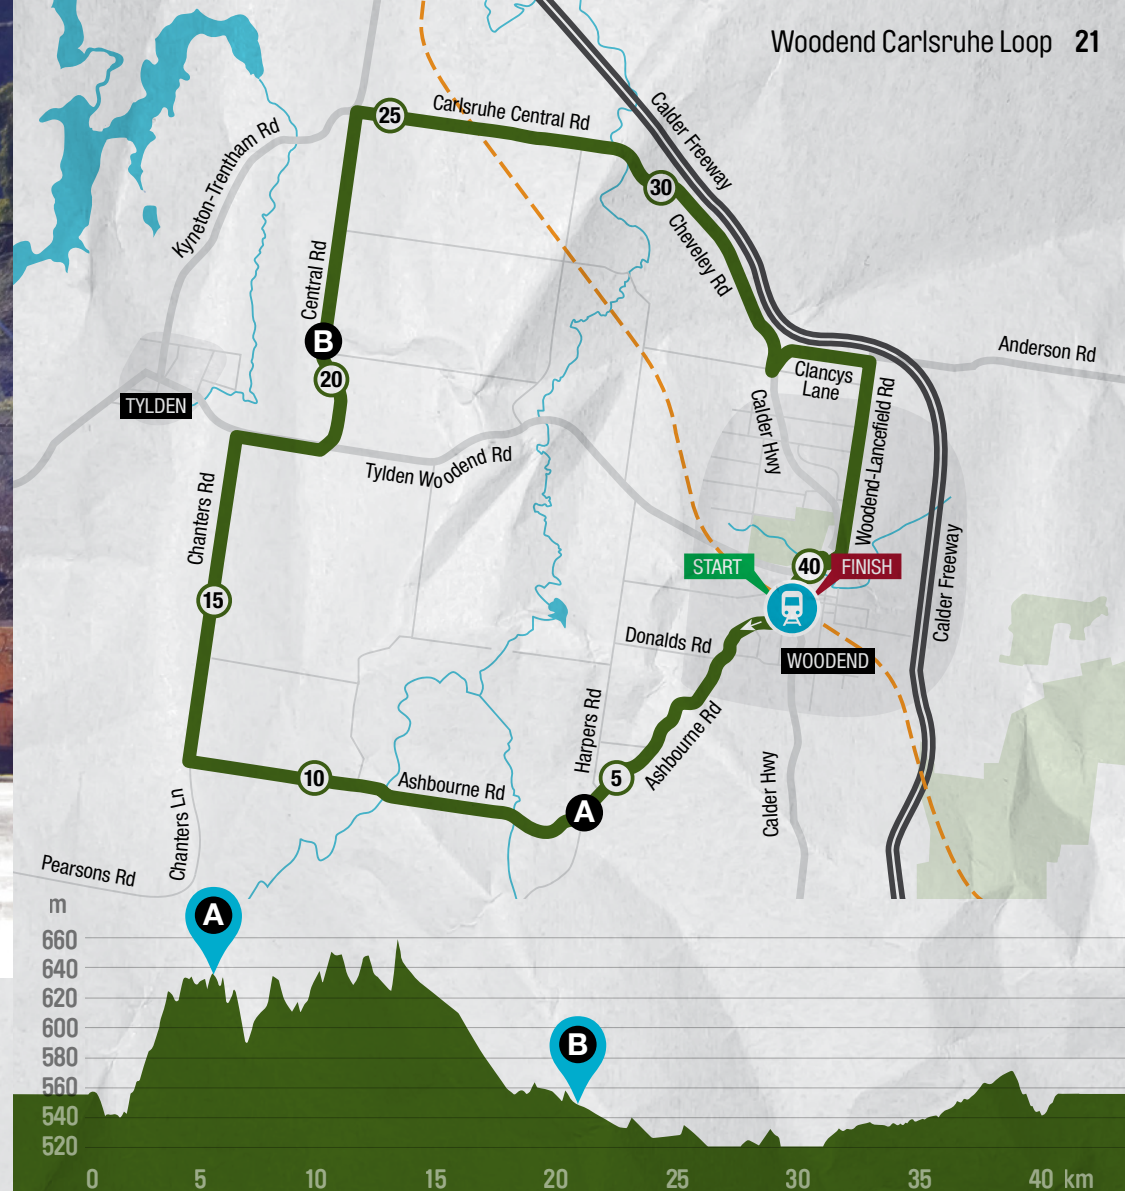 Woodend Carlsruhe Loop 21
25
Carlsruhe Central Rd
Calder Freeway
Kyneton-Trentham Rd
30
Cheveley Rd
Central Rd
B
20
Anderson Rd
Clancys
Lane
TYLDEN
Calder Hwy
Woodend-Lancefield Rd
Tylden Woodend Rd
Chanters Rd
START
40
FINISH
Calder Freeway
15
Donalds Rd
WOODEND
Harpers Rd
Ashbourne Rd
5
10
Ashbourne Rd
A
Calder Hwy
Chanters Ln
Pearsons Rd
m
A
660
640
620
600
580
560
540
520
B
0 5 10 15 20 25 30 35 40 km